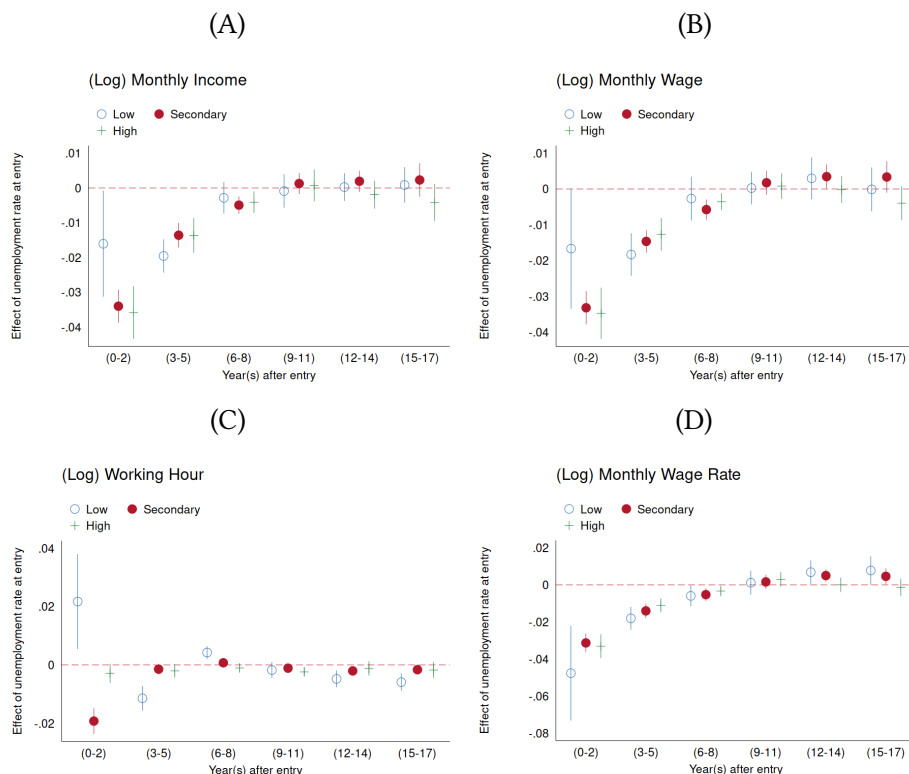 (A)
(Log) Monthly Income
Low Secondary
High
Effect of unemployment rate at entry
.01
0
-.01
-.02
-.03
-.04
(0-2) (3-5) (6-8) (9-11) (12-14) (15-17)
Year(s) after entry
(B)
(Log) Monthly Wage
Low Secondary
High
Effect of unemployment rate at entry
.01
0
-.01
-.02
-.03
-.04
(0-2) (3-5) (6-8) (9-11) (12-14) (15-17)
Year(s) after entry
(C)
(Log) Working Hour
Low Secondary
High
Effect of unemployment rate at entry
.04
.02
0
-.02
(0-2) (3-5) (6-8) (9-11) (12-14) (15-17)
Year(s) after entry
(D)
(Log) Monthly Wage Rate
Low Secondary
High
Effect of unemployment rate at entry
.02
0
-.02
-.04
-.06
-.08
(0-2) (3-5) (6-8) (9-11) (12-14) (15-17)
Year(s) after entry